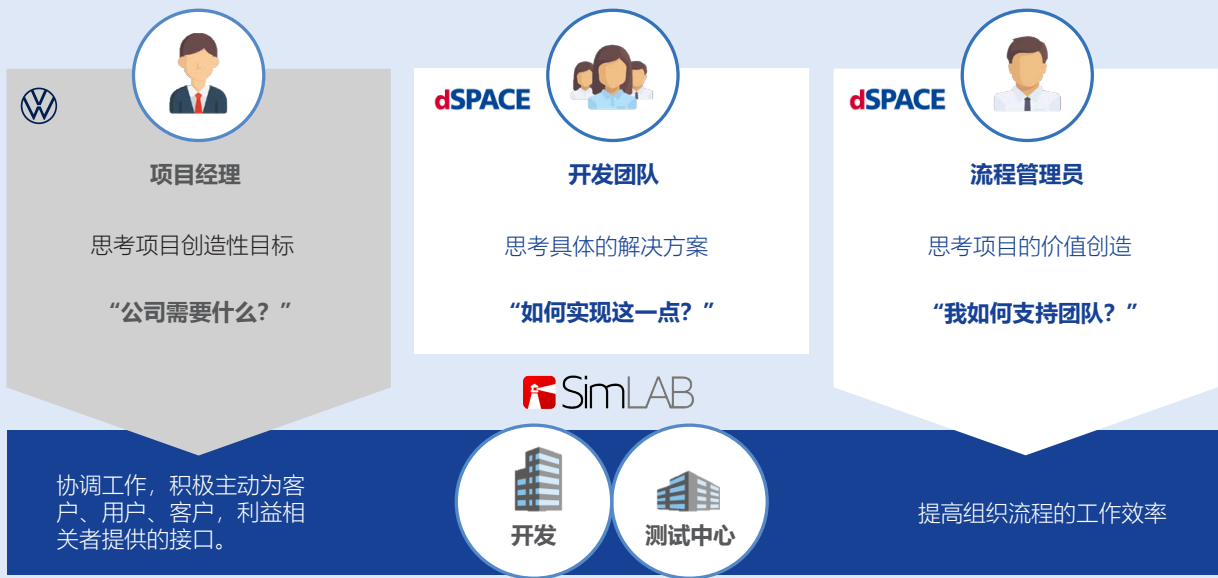 项目经理
思考项目创造性目标
“公司需要什么？”
dSPACE
开发团队
思考具体的解决方案
“如何实现这一点？”
dSPACE
流程管理员
思考项目的价值创造
“我如何支持团队？”
SimLAB
协调工作，积极主动为客
户、用户、客户，利益相
关者提供的接口。
开发
测试中心
提高组织流程的工作效率